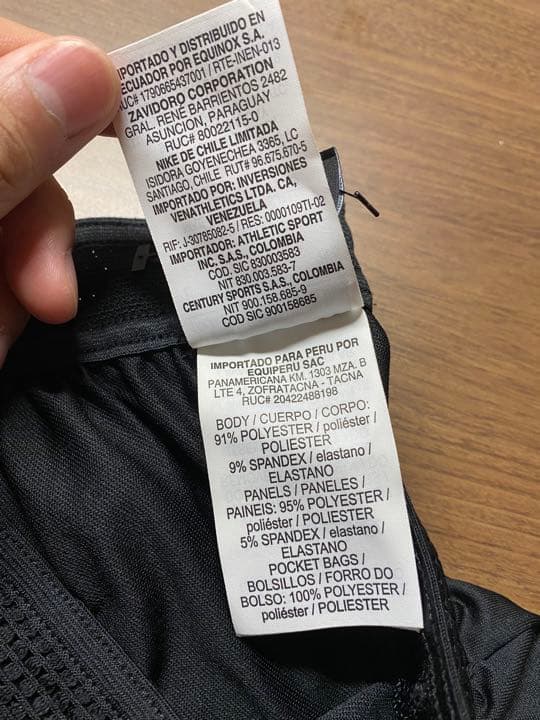 IMPORTADO Y DISTRIBUIDO EN
ECUADOR POR EQUINOX S.A.
RUC# 1790665437001 / RTE-INEN-013
ZAVIDORO CORPORATION
GRAL. RENE BARRIENTOS 2482
ASUNCION, PARAGUAY
RUC# 80022115-0
NIKE DE CHILE LIMITADA
ISIDORA GOYENECHEA 3365, LC
SANTIAGO, CHILE RUT# 96.675.670-5
IMPORTADO POR: INVERSIONES
VENATHLETICS LTDA. CA,
VENEZUELA
RIF: J-30785082-5 / RES: 0000109TI-02
IMPORTADOR: ATHLETIC SPORT
INC. S.A.S., COLOMBIA
COD. SIC 830003583
NIT 830.003.583-7
CENTURY SPORTS S.A.S., COLOMBIA
NIT 900.158.685-9
COD SIC 900158685
IMPORTADO PARA PERU POR
EQUIPERU SAC
PANAMERICANA KM. 1303 MZA. B
LTE 4, ZOFRATACNA - TACNA
RUC# 20422488198
BODY / CUERPO / CORPO:
91% POLYESTER / poliéster /
POLIESTER
9% SPANDEX / elastano /
ELASTANO
PANELS / PANELES /
PAINEIS: 95% POLYESTER /
poliéster / POLIESTER
5% SPANDEX / elastano /
ELASTANO
POCKET BAGS /
BOLSILLOS / FORRO DO
BOLSO: 100% POLYESTER /
poliéster / POLIESTER